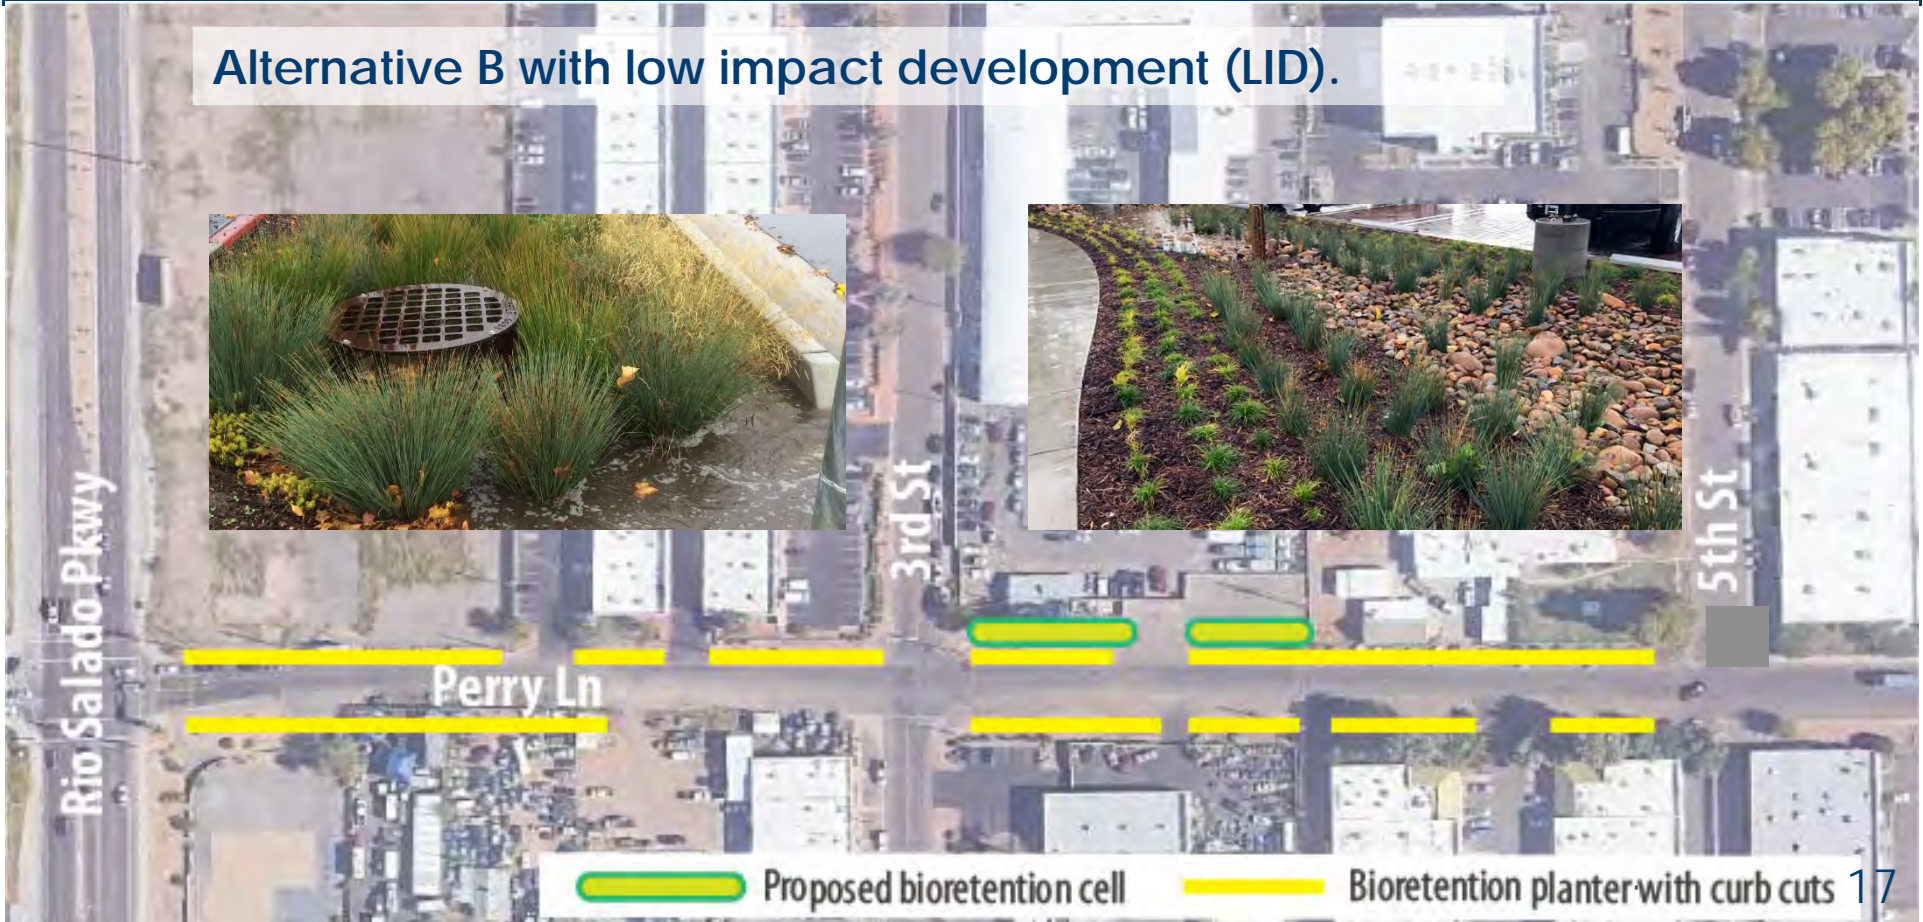 Alternative B with low impact development (LID).
Rio Salado Pkwy
3rd St
5th St
Perry Ln
Proposed bioretention cell
Bioretention planter with curb cuts
17